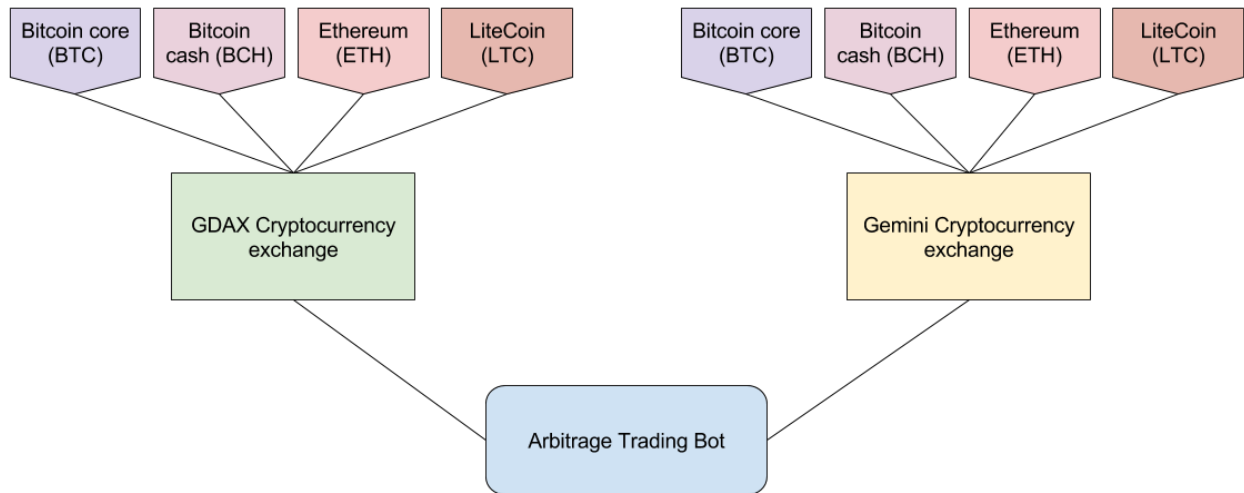 Bitcoin core
(BTC)
Bitcoin
cash (BCH)
Ethereum
(ETH)
LiteCoin
(LTC)
Bitcoin core
(BTC)
Bitcoin
cash (BCH)
Ethereum
(ETH)
LiteCoin
(LTC)
GDAX Cryptocurrency
exchange
Gemini Cryptocurrency
exchange
Arbitrage Trading Bot